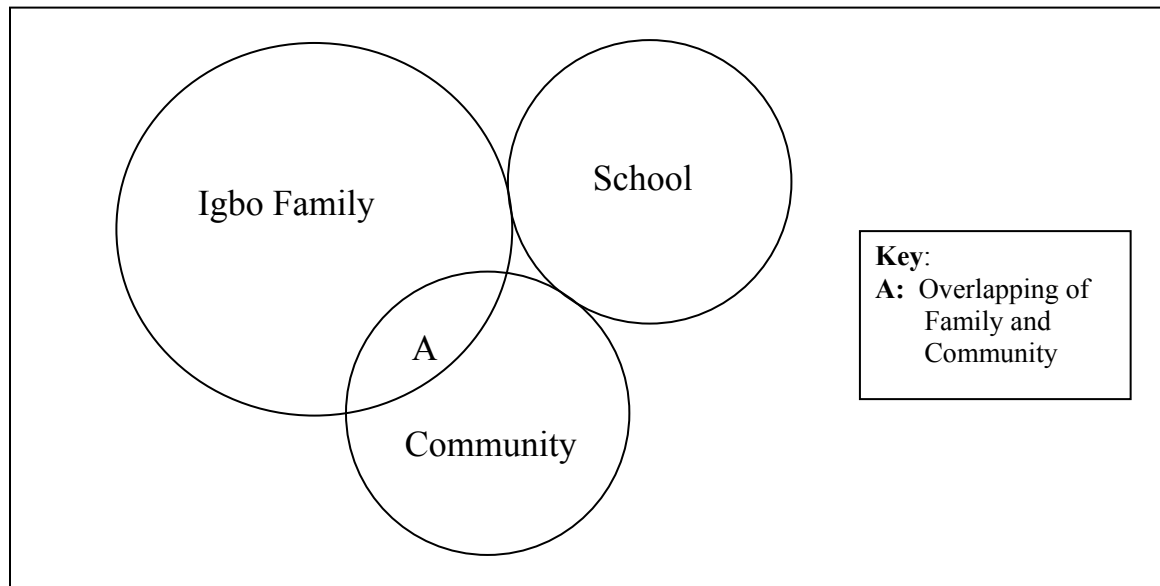 School
Igbo Family
Key:
A: Overlapping of
Family and
Community
A
Community